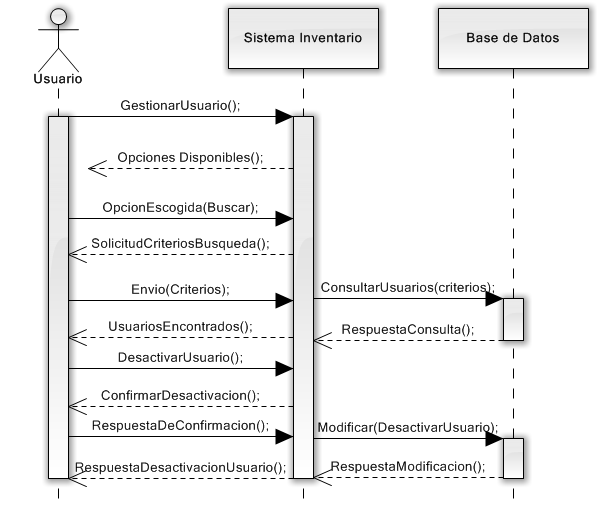 Usuario
Sistema Inventario
Base de Datos
GestionarUsuario();
Opciones Disponibles();
OpcionEscogida(Buscar);
SolicitudCriteriosBusqueda();
Envio(Criterios);
ConsultarUsuarios(criterios);
UsuariosEncontrados();
RespuestaConsulta();
DesactivarUsuario();
ConfirmarDesactivacion();
RespuestaDeConfirmacion();
Modificar(DesactivarUsuario);
RespuestaDesactivacionUsuario();
RespuestaModificacion();